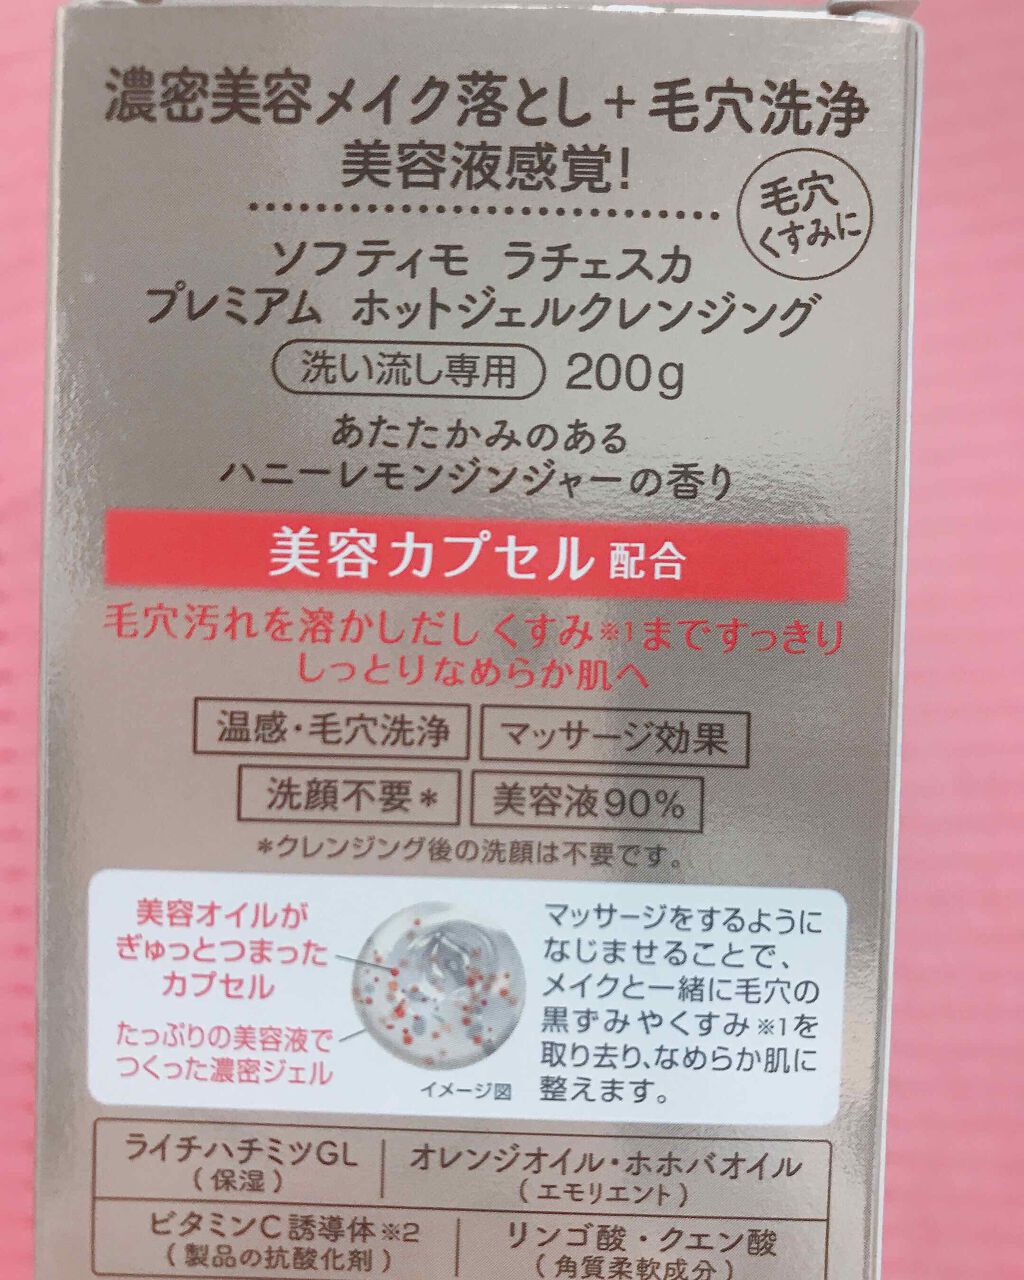 濃密美容メイク落とし+毛穴洗浄
美容液感覚!
毛穴
くすみに
ソフティモ ラチェスカ
プレミアム ホットジェルクレンジング
洗い流し専用 200g
あたたかみのある
ハニーレモンジンジャーの香り
美容カプセル配合
毛穴汚れを溶かしだし くすみ※1まですっきり
しっとりなめらか肌へ
温感・毛穴洗浄 マッサージ効果
洗顔不要* 美容液90%
*クレンジング後の洗顔は不要です。
美容オイルが
ぎゅっとつまった
カプセル
たっぷりの美容液で
つくった濃密ジェル
イメージ図
マッサージをするように
なじませることで、
メイクと一緒に毛穴の
黒ずみやくすみ※1を
取り去り、なめらか肌に
整えます。
ライチハチミツGL
(保湿)
オレンジオイル・ホホバオイル
(エモリエント)
ビタミンC誘導体※2
(製品の抗酸化剤)
リンゴ酸・クエン酸
(角質柔軟成分)